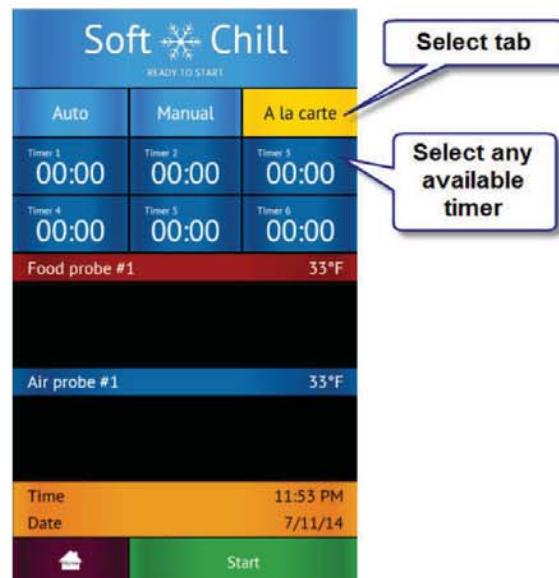 Soft Chill
READY TO START
Select tab
Auto Manual A la carte
Timer 1 Timer 2 Timer 3
00:00 00:00 00:00
Select any
available
timer
Timer 4 Timer 5 Timer 6
00:00 00:00 00:00
Food probe #1 33°F
Air probe #1 33°F
Time 11:53 PM
Date 7/11/14
Start